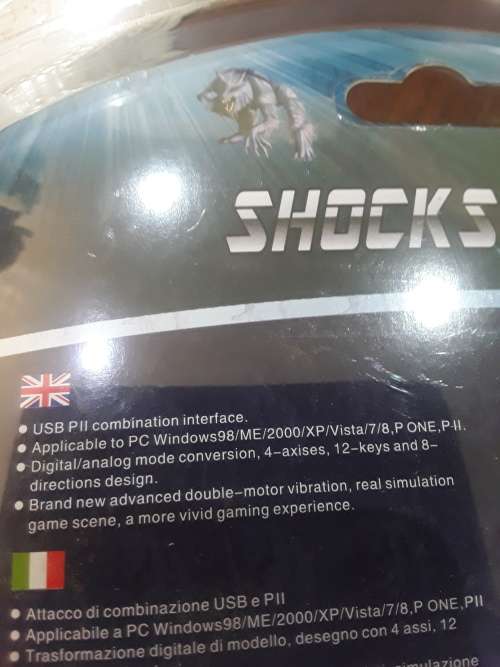 SHOCKS
● USB PII combination interface.
● Applicable to PC Windows98/ME/2000/XP/Vista/7/8,P ONE,P-II.
● Digital/analog mode conversion, 4-axises, 12-keys and 8-
directions design.
● Brand new advanced double-motor vibration, real simulation
game scene, a more vivid gaming experience.
● Attacco di combinazione USB e PII
● Applicabile a PC Windows98/ME/2000/XP/Vista/7/8,P ONE,PII
● Trasformazione digitale di modello, desegno con 4 assi, 12
simulazione